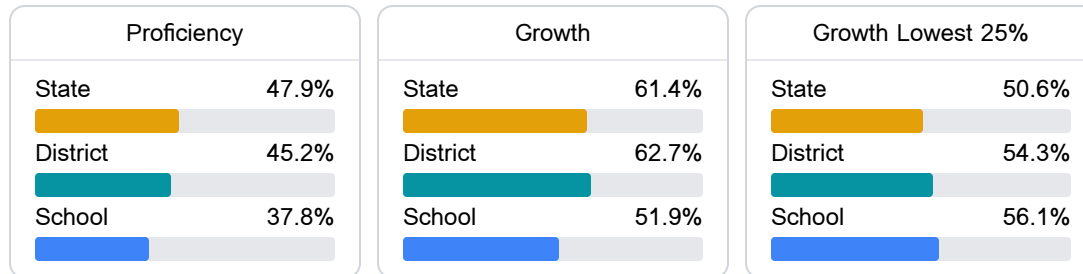 Proficiency
State 47.9%
District 45.2%
School 37.8%
Growth
State 61.4%
District 62.7%
School 51.9%
Growth Lowest 25%
State 50.6%
District 54.3%
School 56.1%